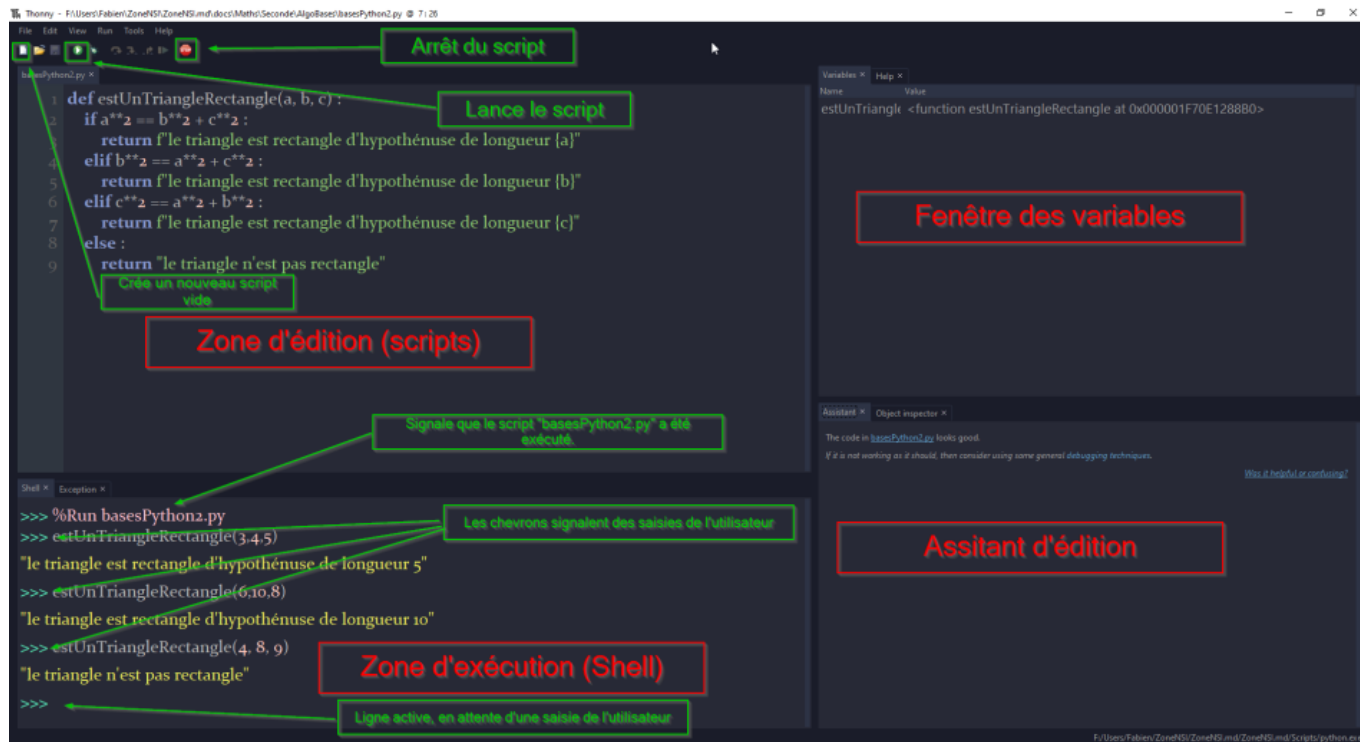 Thonny - F:\Users\Fabien\ZoneNSI\ZoneNSI.md\docs\Maths\Seconde\AlgoBases\basesPython2.py @ 7:26
File Edit View Run Tools Help
Arrêt du script
basesPython2.py ×
Lance le script
1 def estUnTriangleRectangle(a, b, c) :
2 if a**2 == b**2 + c**2 :
return f"le triangle est rectangle d'hypothénuse de longueur {a}"
4 elif b**2 == a**2 + c**2 :
5 return f"le triangle est rectangle d'hypothénuse de longueur {b}"
6 elif c**2 == a**2 + b**2 :
7 return f"le triangle est rectangle d'hypothénuse de longueur {c}"
8 else :
9 return "le triangle n'est pas rectangle"
Crée un nouveau script
vide
Zone d'édition (scripts)
Signale que le script "basesPython2.py" a été
exécuté.
Variables × Help ×
Name Value
estUnTriangle <function estUnTriangleRectangle at 0x000001F70E1288B0>
Fenêtre des variables
Assistant × Object inspector ×
The code in basesPython2.py looks good.
If it is not working as it should, then consider using some general debugging techniques.
Was it helpful or confusing?
Assitant d'édition
Shell × Exception ×
>>> %Run basesPython2.py
>>> estUnTriangleRectangle(3,4,5)
Les chevrons signalent des saisies de l'utilisateur
"le triangle est rectangle d'hypothénuse de longueur 5"
>>> estUnTriangleRectangle(6,10,8)
"le triangle est rectangle d'hypothénuse de longueur 10"
>>> estUnTriangleRectangle(4, 8, 9)
"le triangle n'est pas rectangle"
Zone d'exécution (Shell)
>>>
Ligne active, en attente d'une saisie de l'utilisateur
F:/Users/Fabien/ZoneNSI/ZoneNSI.md/ZoneNSI.md/Scripts/python.exe